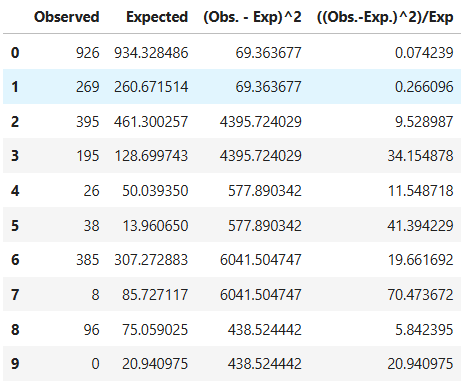 Observed Expected (Obs. - Exp)^2 ((Obs.-Exp.)^2)/Exp
0 926 934.328486 69.363677 0.074239
1 269 260.671514 69.363677 0.266096
2 395 461.300257 4395.724029 9.528987
3 195 128.699743 4395.724029 34.154878
4 26 50.039350 577.890342 11.548718
5 38 13.960650 577.890342 41.394229
6 385 307.272883 6041.504747 19.661692
7 8 85.727117 6041.504747 70.473672
8 96 75.059025 438.524442 5.842395
9 0 20.940975 438.524442 20.940975